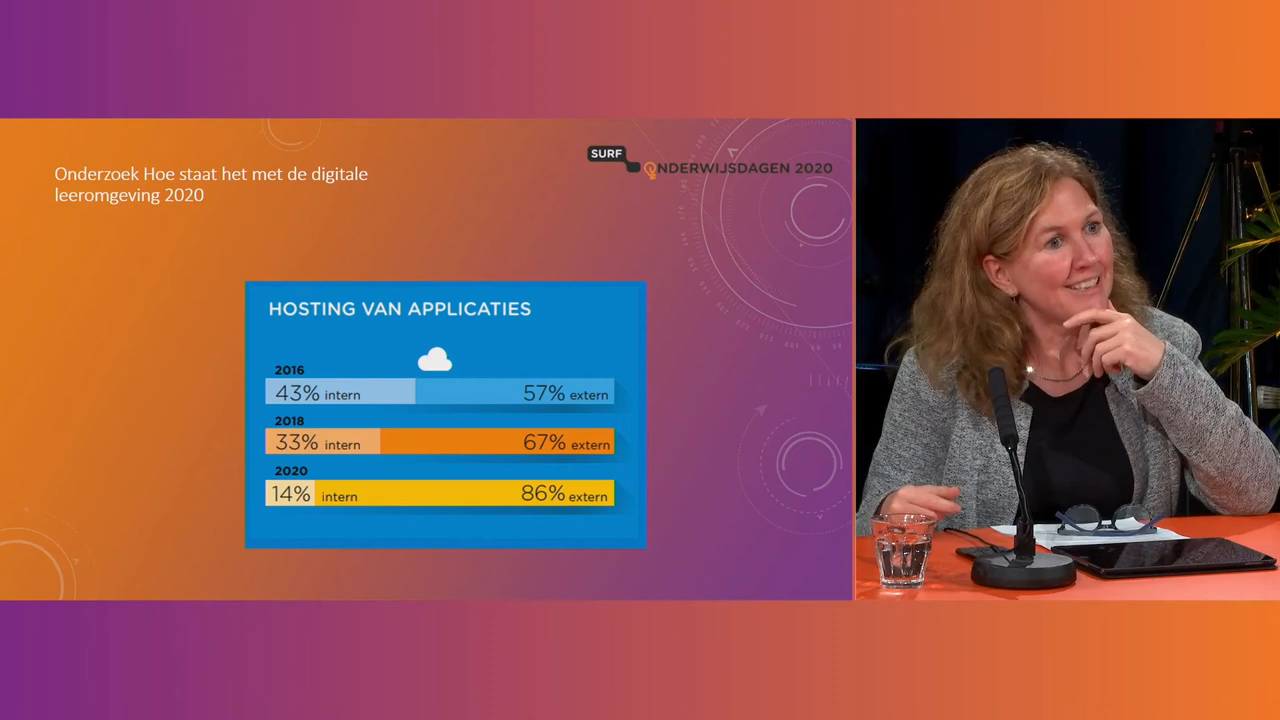 Onderzoek Hoe staat het met de digitale
leeromgeving 2020
SURF
ONDERWIJSDAGEN 2020
HOSTING VAN APPLICATIES
2016
43% intern 57% extern
2018
33% intern 67% extern
2020
14% intern 86% extern